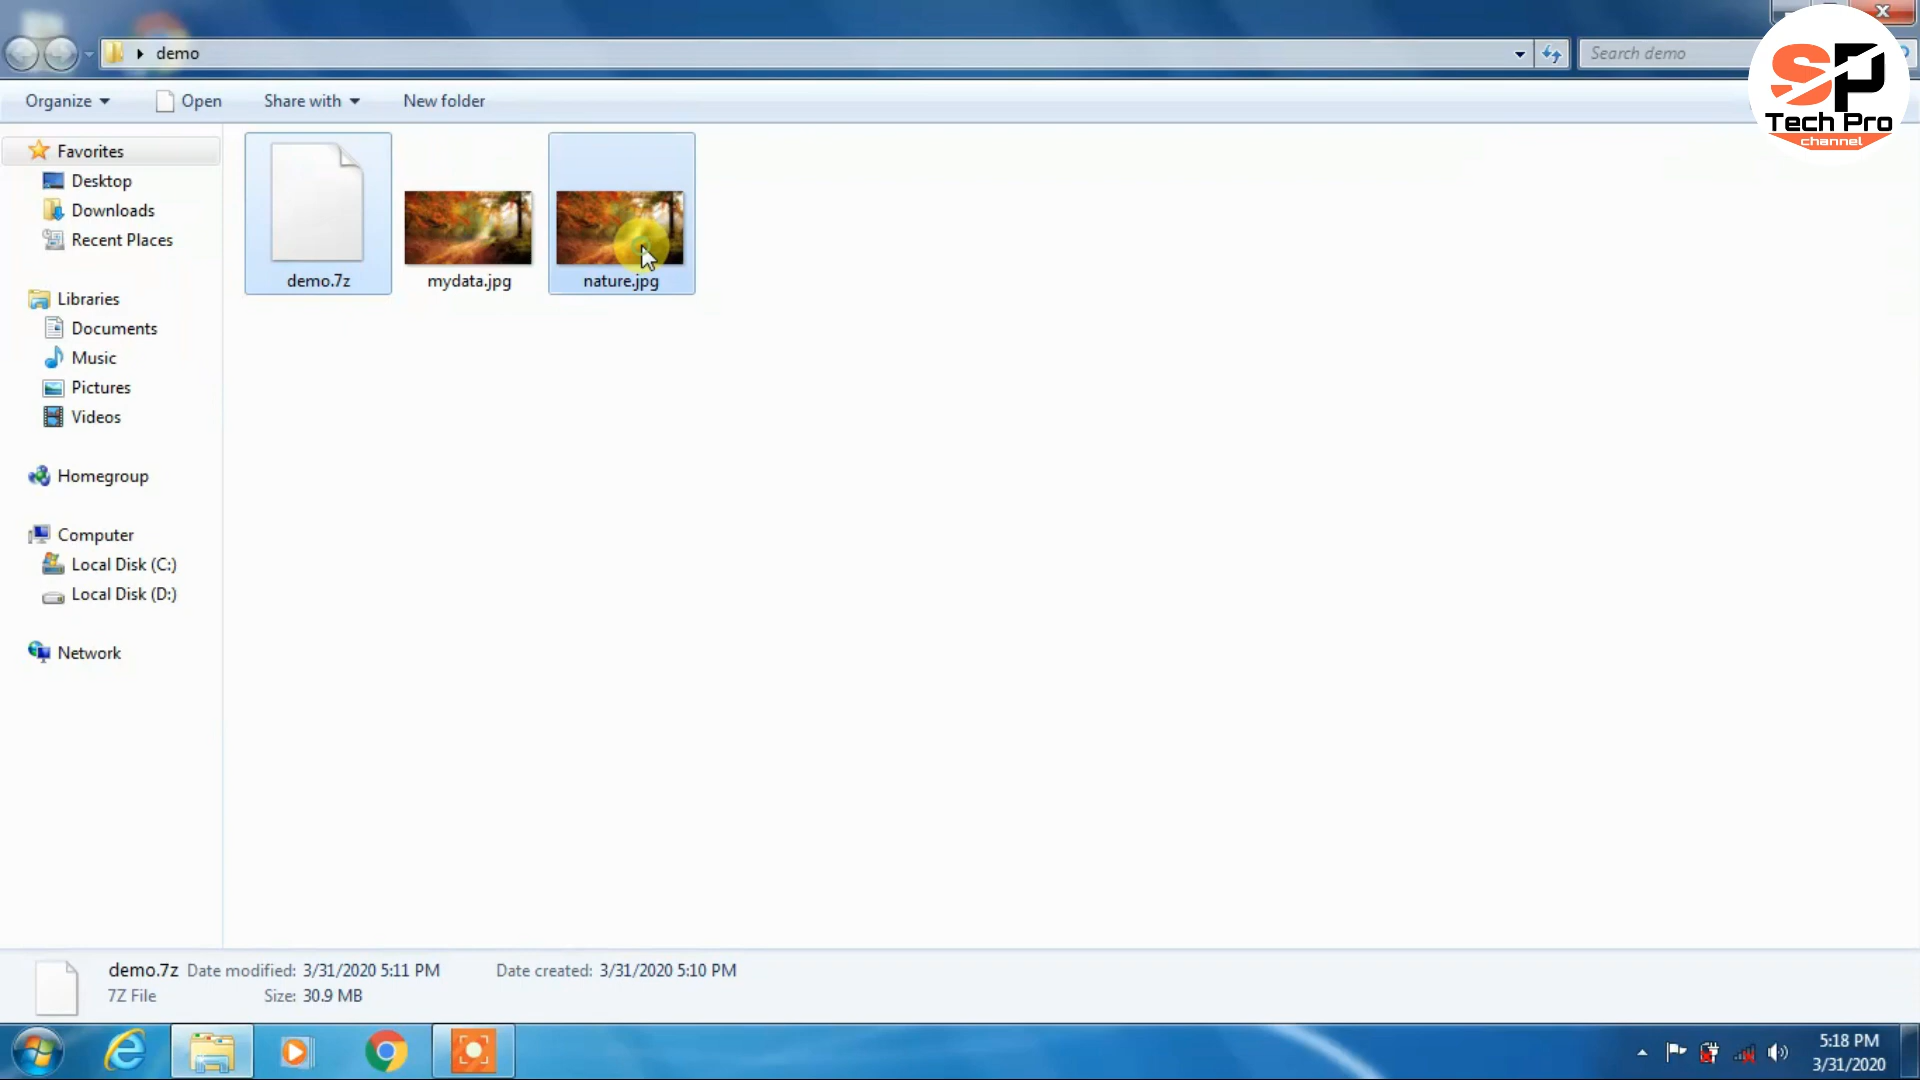 demo
Search demo
SP
Tech Pro
channel
Organize
Open
Share with
New folder
Favorites
Desktop
Downloads
Recent Places
Libraries
Documents
Music
Pictures
Videos
Homegroup
Computer
Local Disk (C:)
Local Disk (D:)
Network
demo.7z
mydata.jpg
nature.jpg
demo.7z Date modified: 3/31/2020 5:11 PM Date created: 3/31/2020 5:10 PM
7Z File Size: 30.9 MB
5:18 PM
3/31/2020